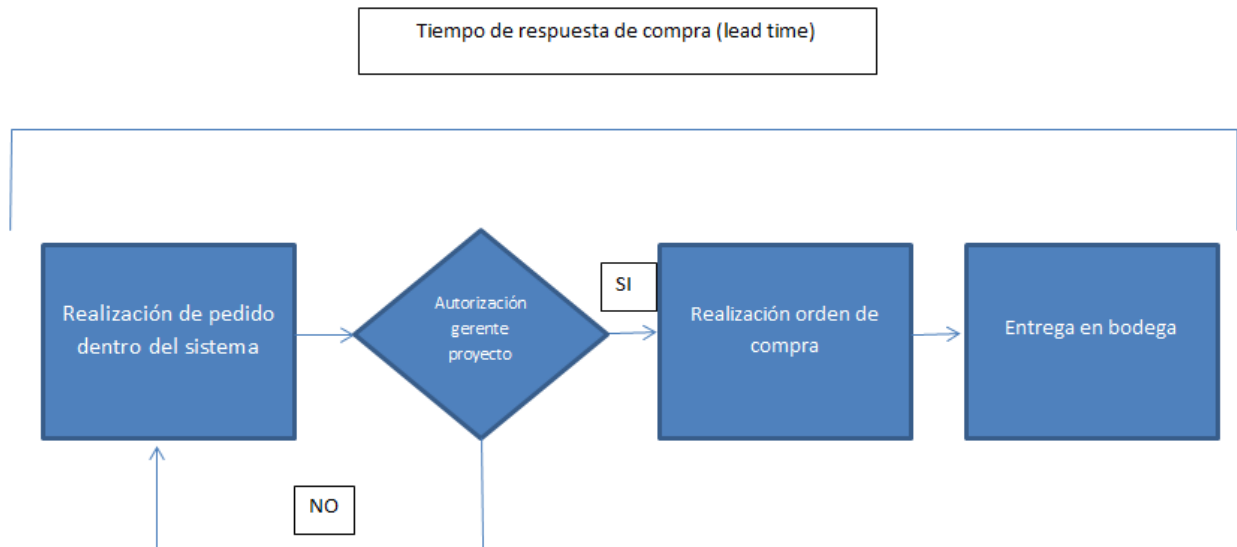 Tiempo de respuesta de compra (lead time)
Realización de pedido
dentro del sistema
Autorización
gerente
proyecto
SI
Realización orden de
compra
Entrega en bodega
NO